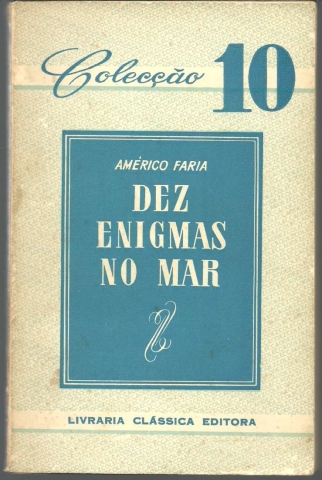 Colecção 10
AMÉRICO FARIA
DEZ
ENIGMAS
NO MAR
LIVRARIA CLÁSSICA EDITORA